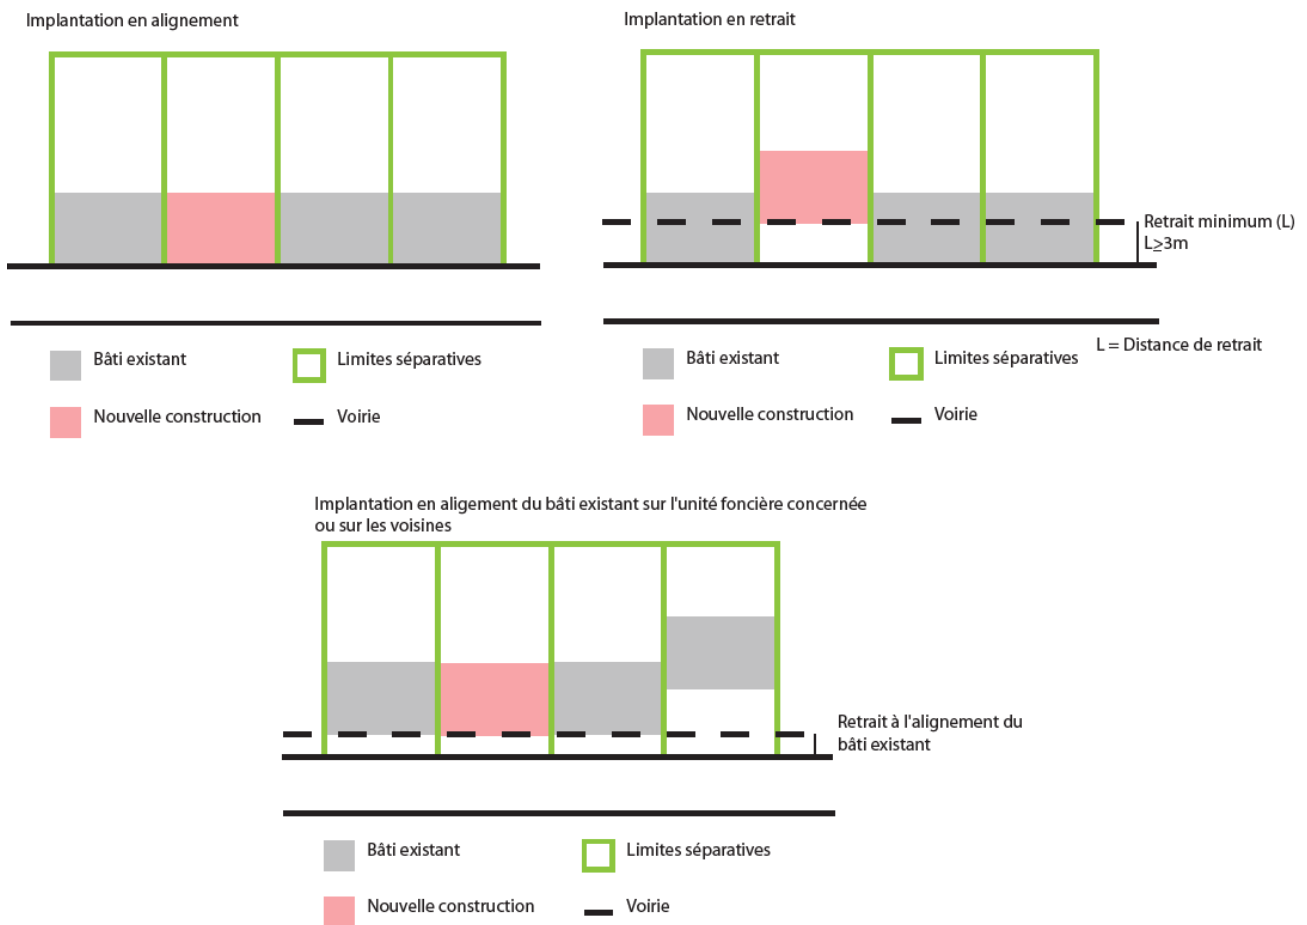 Implantation en alignement
Bâti existant
Limites séparatives
Nouvelle construction
Voirie
Implantation en retrait
Retrait minimum (L)
L≥3m
L = Distance de retrait
Bâti existant
Limites séparatives
Nouvelle construction
Voirie
Implantation en aligement du bâti existant sur l'unité foncière concernée
ou sur les voisines
Retrait à l'alignement du
bâti existant
Bâti existant
Limites séparatives
Nouvelle construction
Voirie